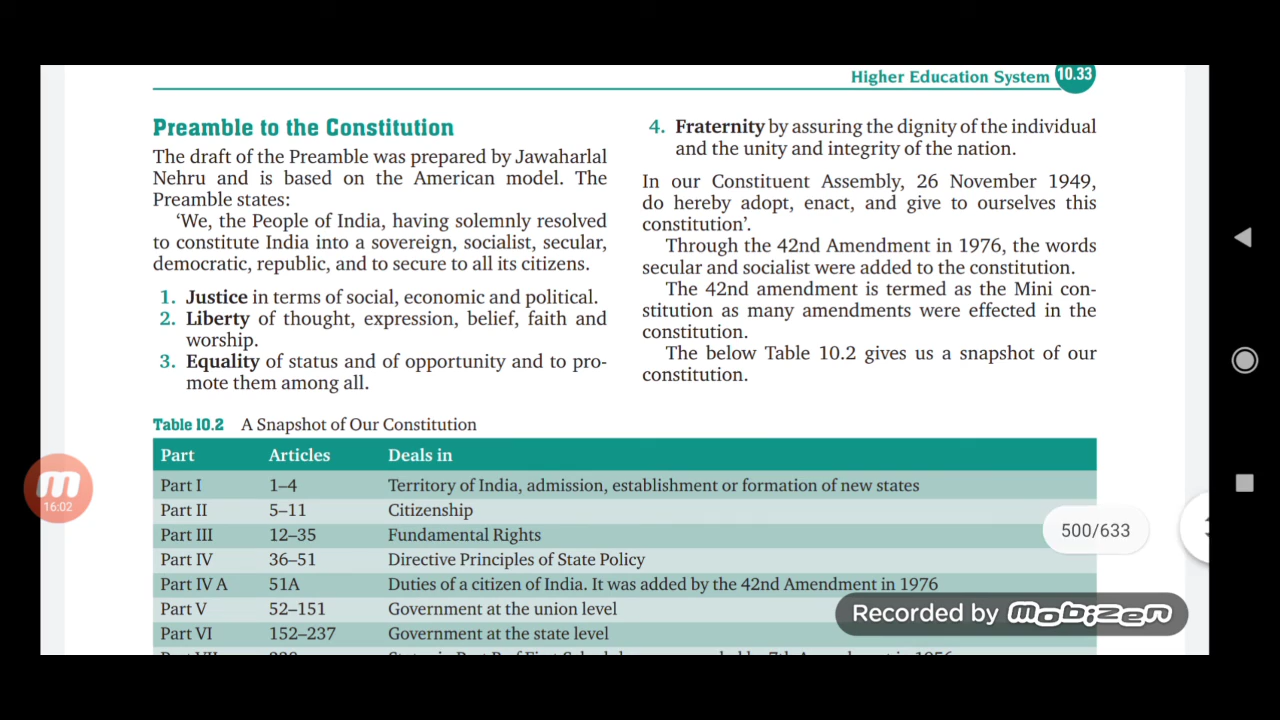 Higher Education System 10.33
Preamble to the Constitution
The draft of the Preamble was prepared by Jawaharlal
Nehru and is based on the American model. The
Preamble states:
‘We, the People of India, having solemnly resolved
to constitute India into a sovereign, socialist, secular,
democratic, republic, and to secure to all its citizens.
1. Justice in terms of social, economic and political.
2. Liberty of thought, expression, belief, faith and
worship.
3. Equality of status and of opportunity and to pro-
mote them among all.
4. Fraternity by assuring the dignity of the individual
and the unity and integrity of the nation.
In our Constituent Assembly, 26 November 1949,
do hereby adopt, enact, and give to ourselves this
constitution’.
Through the 42nd Amendment in 1976, the words
secular and socialist were added to the constitution.
The 42nd amendment is termed as the Mini con-
stitution as many amendments were effected in the
constitution.
The below Table 10.2 gives us a snapshot of our
constitution.
Table 10.2 A Snapshot of Our Constitution
Part Articles Deals in
Part I 1–4 Territory of India, admission, establishment or formation of new states
Part II 5–11 Citizenship
Part III 12–35 Fundamental Rights
Part IV 36–51 Directive Principles of State Policy
Part IV A 51A Duties of a citizen of India. It was added by the 42nd Amendment in 1976
Part V 52–151 Government at the union level
Part VI 152–237 Government at the state level
16:02
500/633
Recorded by mobizen